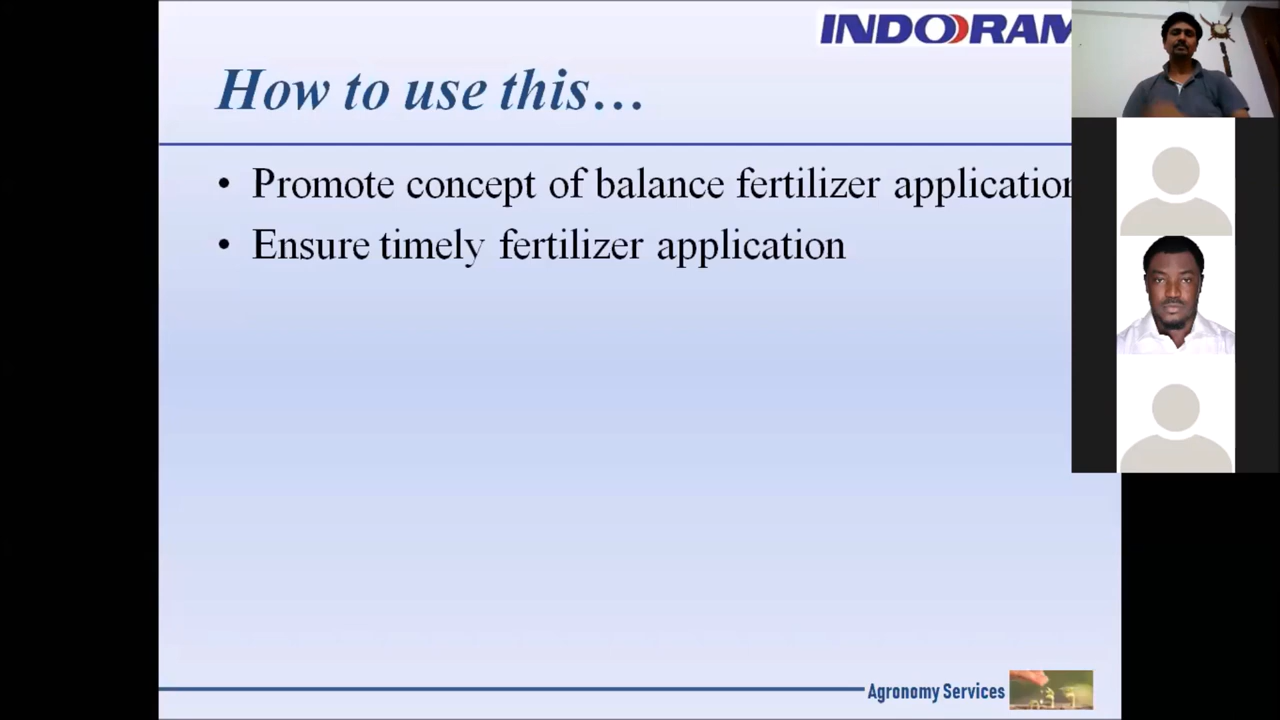 INDORAM
How to use this…
• Promote concept of balance fertilizer application
• Ensure timely fertilizer application
Agronomy Services